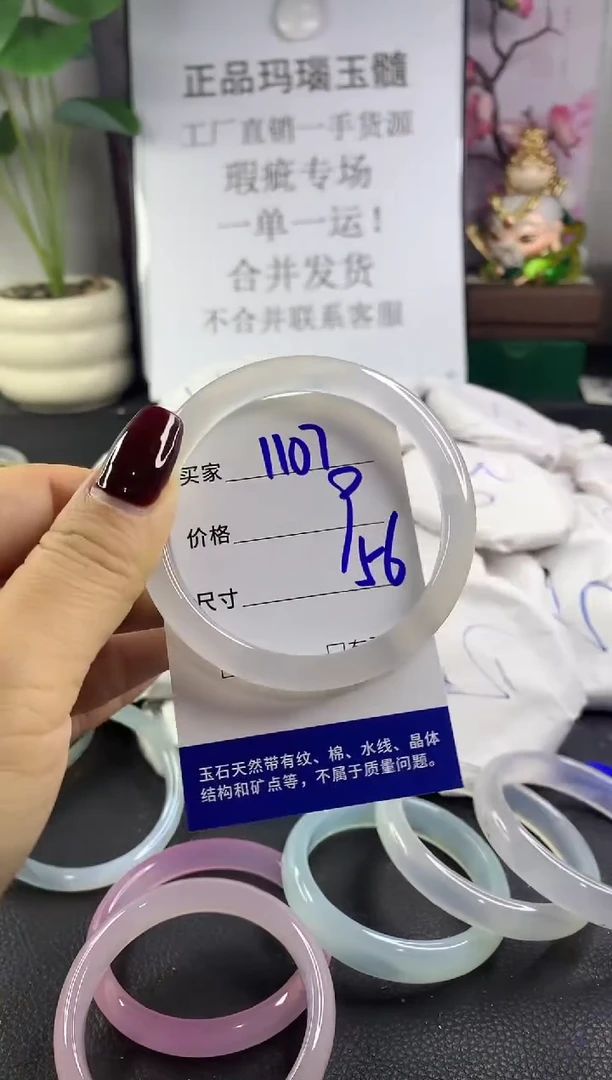 正品玛瑙玉髓
工厂直销一手货源
瑕疵专场
一单一运!
合并发货
不合并联系客服
买家 1107
价格 9
尺寸 56
玉石天然带有纹、棉、水线、晶体
结构和矿点等，不属于质量问题。